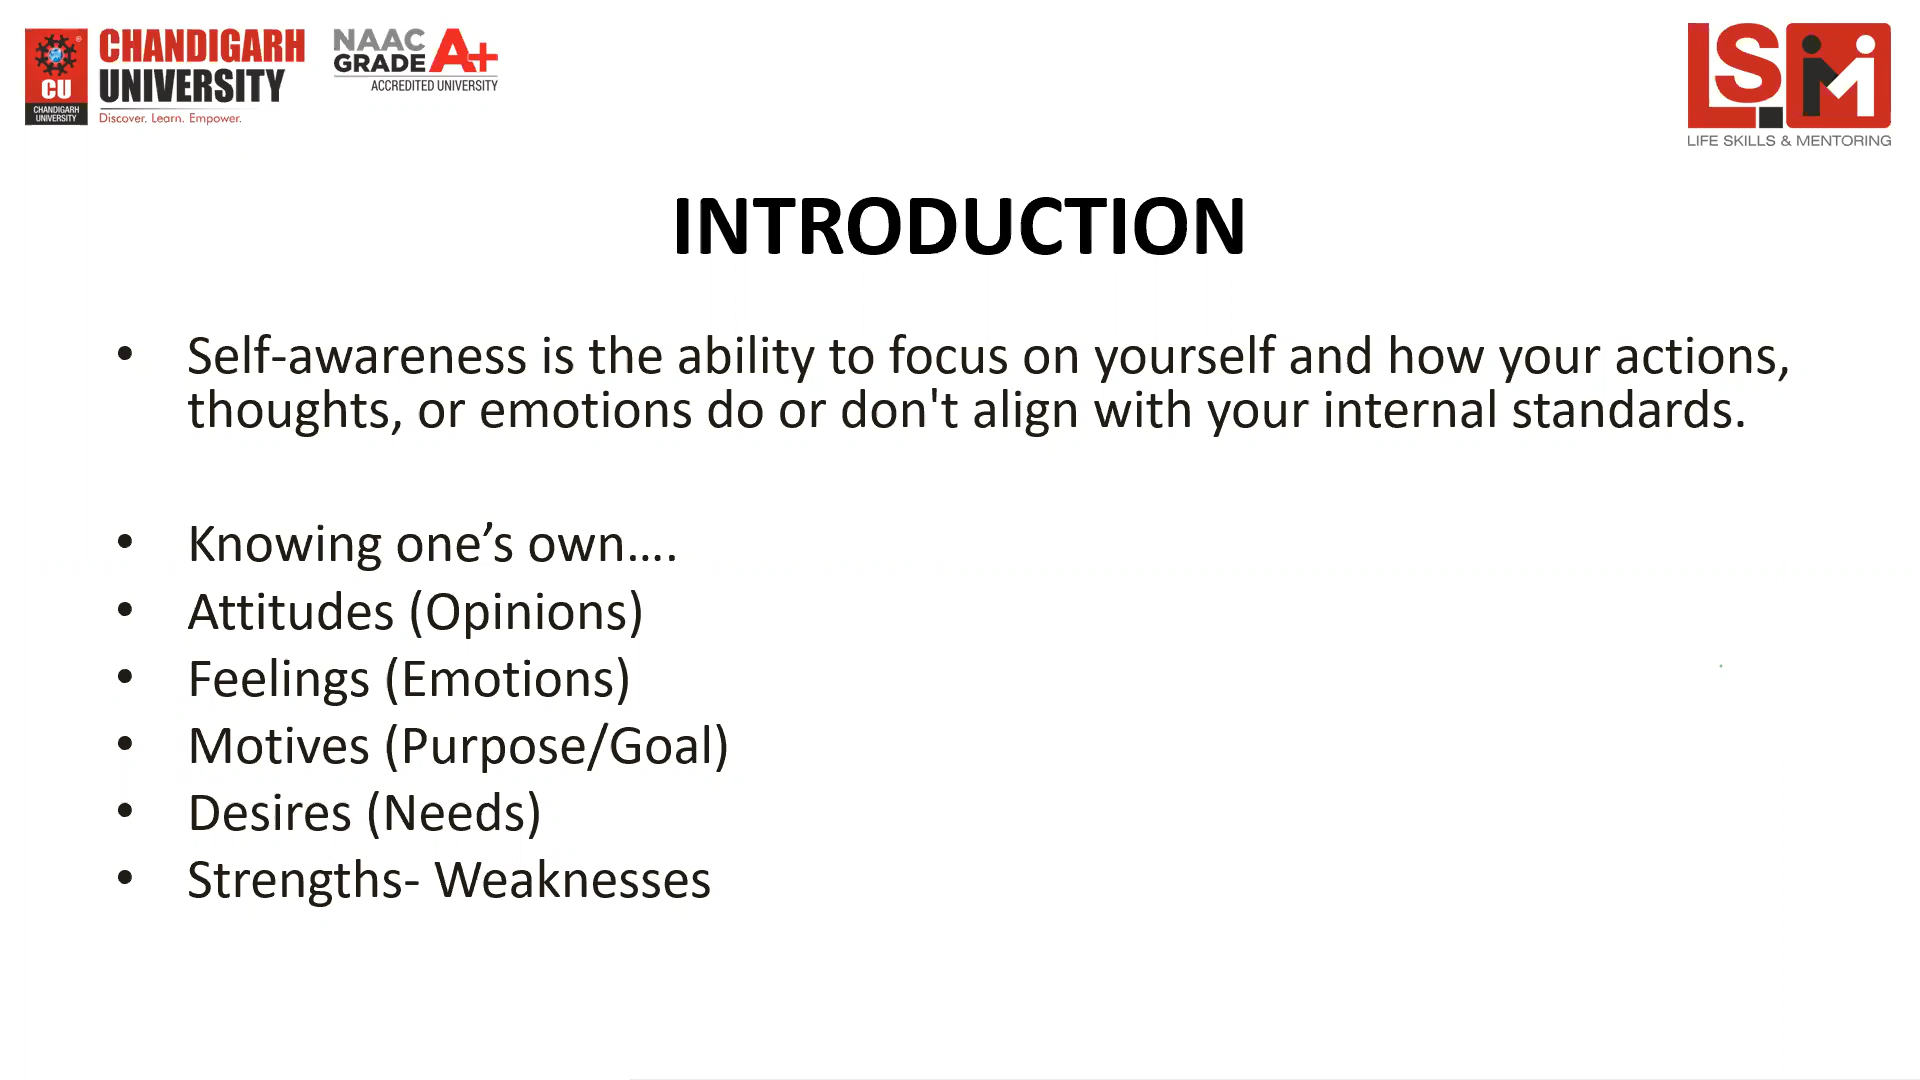 CHANDIGARH
UNIVERSITY
Discover. Learn. Empower.
CU
CHANDIGARH
UNIVERSITY
NAAC
GRADE A+
ACCREDITED UNIVERSITY
LSM
LIFE SKILLS & MENTORING
INTRODUCTION
• Self-awareness is the ability to focus on yourself and how your actions,
thoughts, or emotions do or don't align with your internal standards.
• Knowing one’s own….
• Attitudes (Opinions)
• Feelings (Emotions)
• Motives (Purpose/Goal)
• Desires (Needs)
• Strengths- Weaknesses